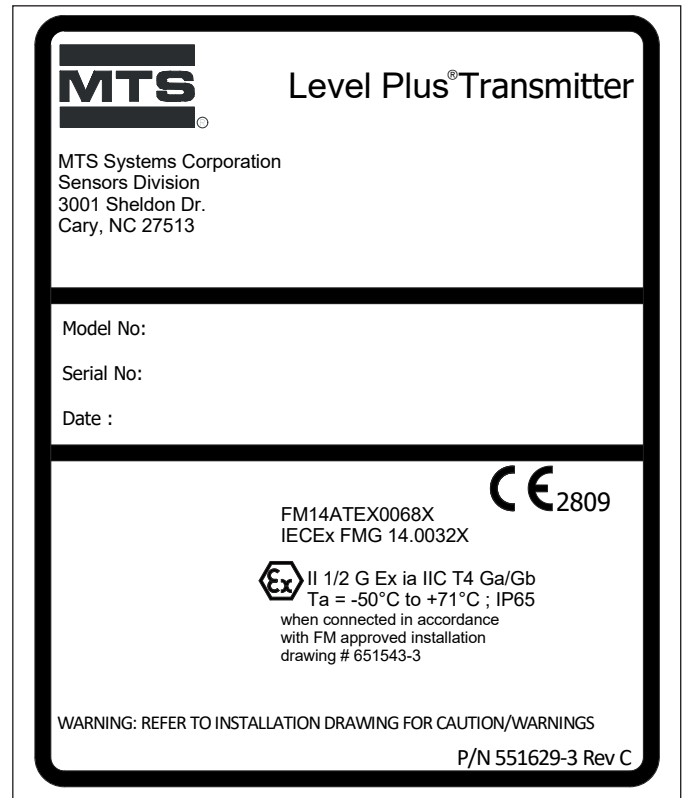 MTS
Level Plus®Transmitter
MTS Systems Corporation
Sensors Division
3001 Sheldon Dr.
Cary, NC 27513
Model No:
Serial No:
Date :
CE 2809
FM14ATEX0068X
IECEx FMG 14.0032X
Ex II 1/2 G Ex ia IIC T4 Ga/Gb
Ta = -50°C to +71°C ; IP65
when connected in accordance
with FM approved installation
drawing # 651543-3
WARNING: REFER TO INSTALLATION DRAWING FOR CAUTION/WARNINGS
P/N 551629-3 Rev C